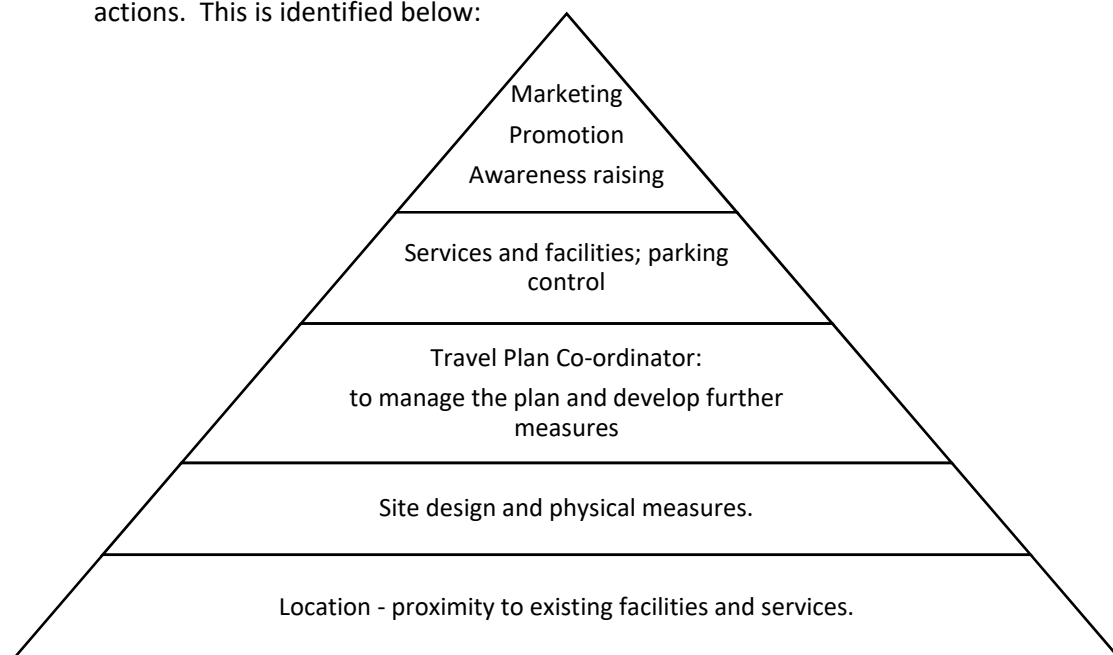 actions.  This is identified below:
Marketing
Promotion
Awareness raising
Services and facilities; parking
control
Travel Plan Co-ordinator:
to manage the plan and develop further
measures
Site design and physical measures.
Location - proximity to existing facilities and services.